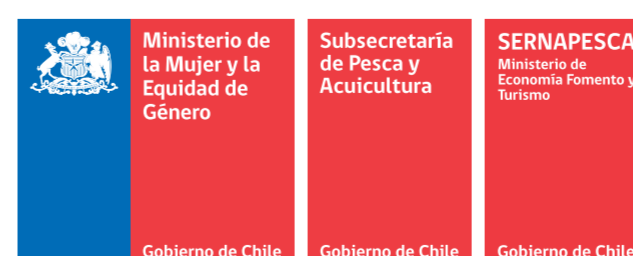 Ministerio de
la Mujer y la
Equidad de
Género
Gobierno de Chile
Subsecretaría
de Pesca y
Acuicultura
Gobierno de Chile
SERNAPESCA
Ministerio de
Economía Fomento y
Turismo
Gobierno de Chile